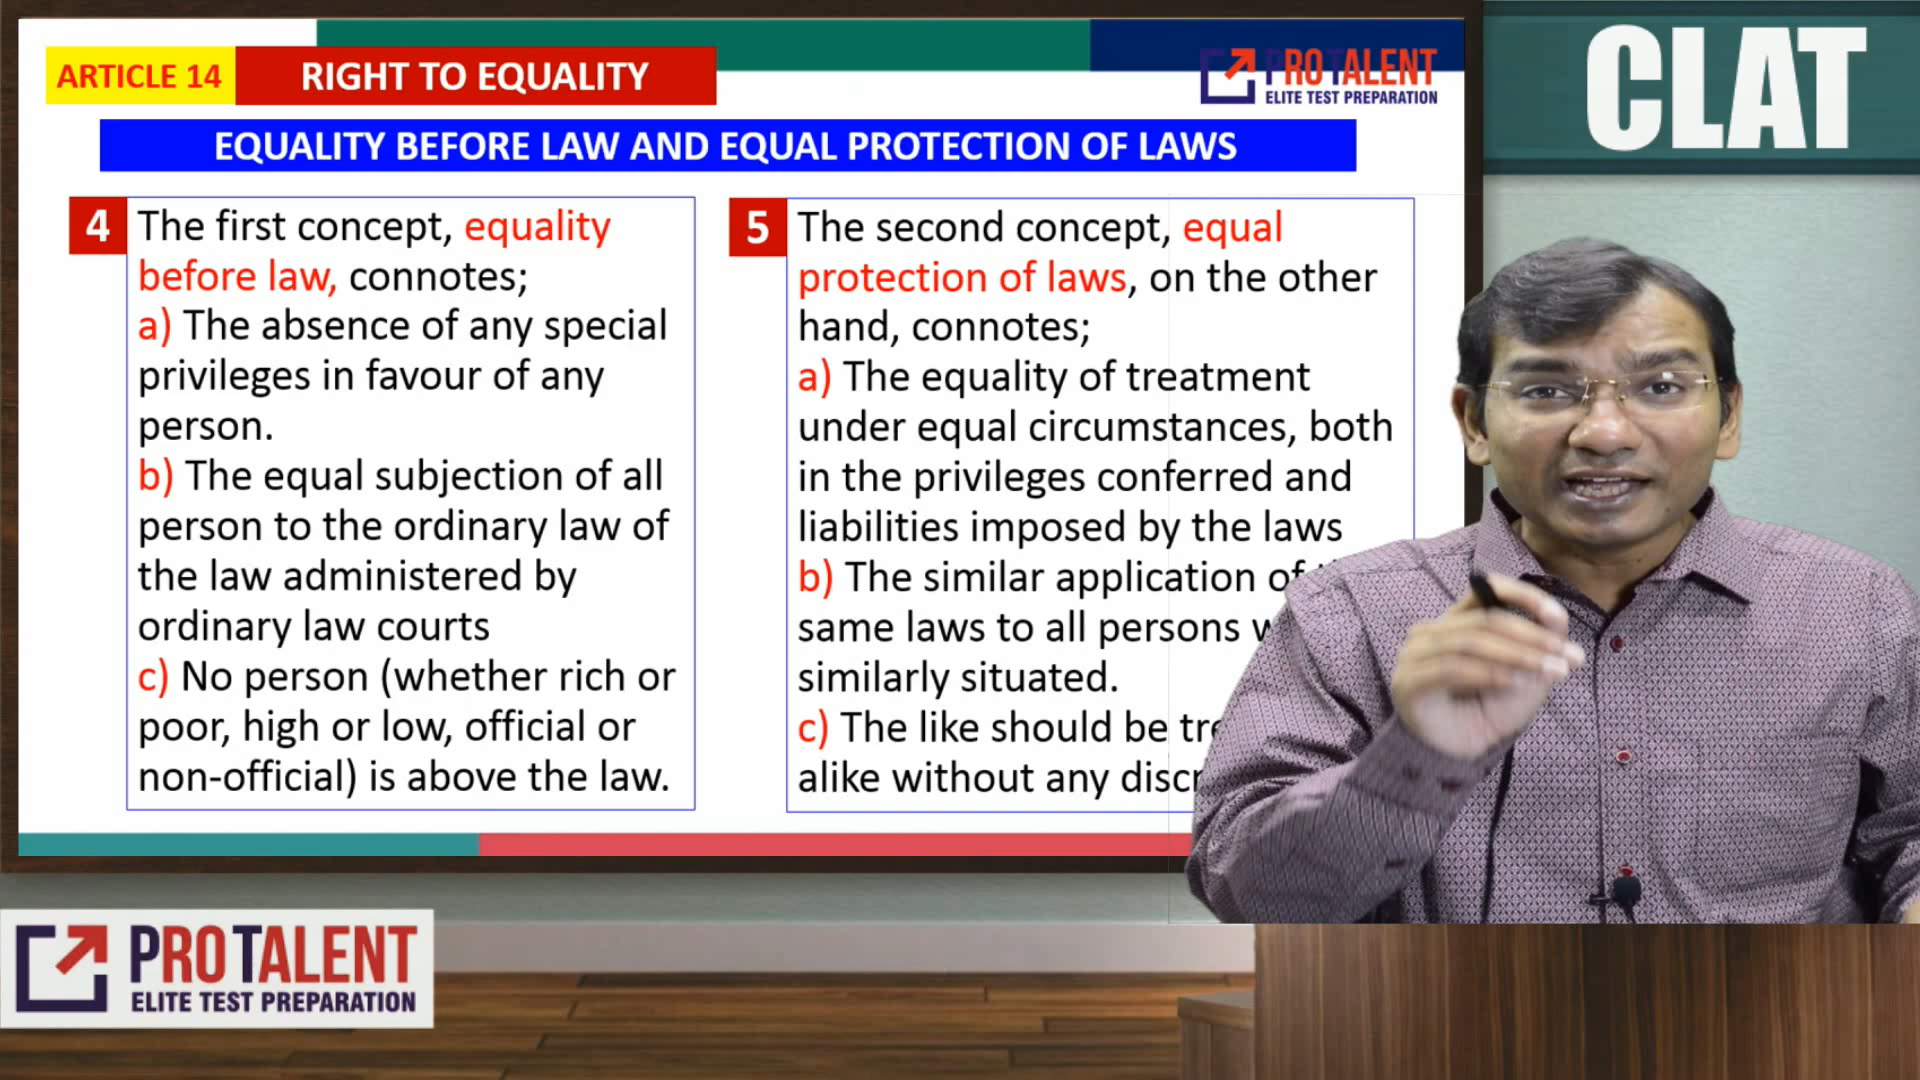 ARTICLE 14
RIGHT TO EQUALITY
PROTALENT
ELITE TEST PREPARATION
CLAT
EQUALITY BEFORE LAW AND EQUAL PROTECTION OF LAWS
4
The first concept, equality
before law, connotes;
a) The absence of any special
privileges in favour of any
person.
b) The equal subjection of all
person to the ordinary law of
the law administered by
ordinary law courts
c) No person (whether rich or
poor, high or low, official or
non-official) is above the law.
5
The second concept, equal
protection of laws, on the other
hand, connotes;
a) The equality of treatment
under equal circumstances, both
in the privileges conferred and
liabilities imposed by the laws
b) The similar application of
same laws to all persons
similarly situated.
c) The like should be
alike without any
PROTALENT
ELITE TEST PREPARATION